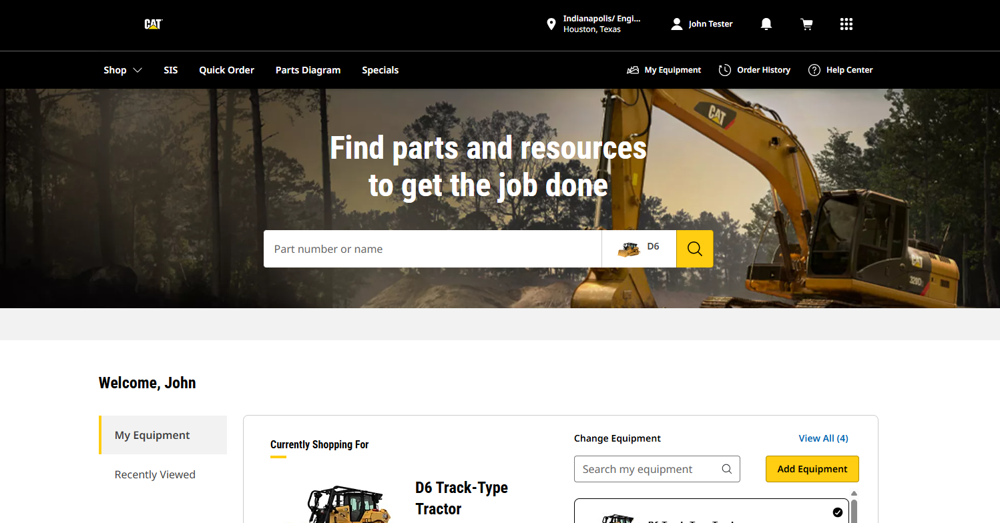 CAT
Indianapolis/ Engi...
Houston, Texas
John Tester
Shop
SIS
Quick Order
Parts Diagram
Specials
My Equipment
Order History
Help Center
CAT
Find parts and resources
to get the job done
Part number or name
D6
CAT
Welcome, John
My Equipment
Recently Viewed
Currently Shopping For
D6 Track-Type
Tractor
Change Equipment
View All (4)
Search my equipment
Add Equipment